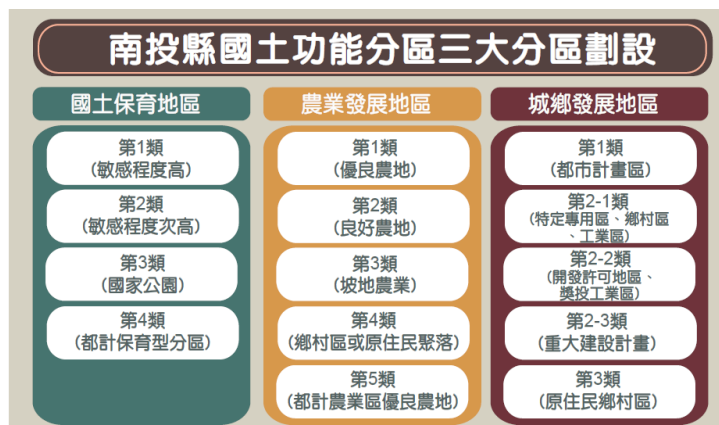 南投縣國土功能分區三大分區劃設
國土保育地區
第1類
(敏感程度高)
第2類
(敏感程度次高)
第3類
(國家公園)
第4類
(都計保育型分區)
農業發展地區
第1類
(優良農地)
第2類
(良好農地)
第3類
(坡地農業)
第4類
(鄉村區或原住民聚落)
第5類
(都計農業區優良農地)
城鄉發展地區
第1類
(都市計畫區)
第2-1類
(特定專用區、鄉村區
、工業區)
第2-2類
(開發許可地區、
獎投工業區)
第2-3類
(重大建設計畫)
第3類
(原住民鄉村區)